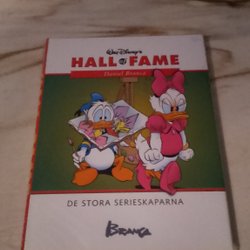 Walt Disney's
HALL OF FAME
Daniel Branca
DE STORA SERIESKAPARNA
BRANCA